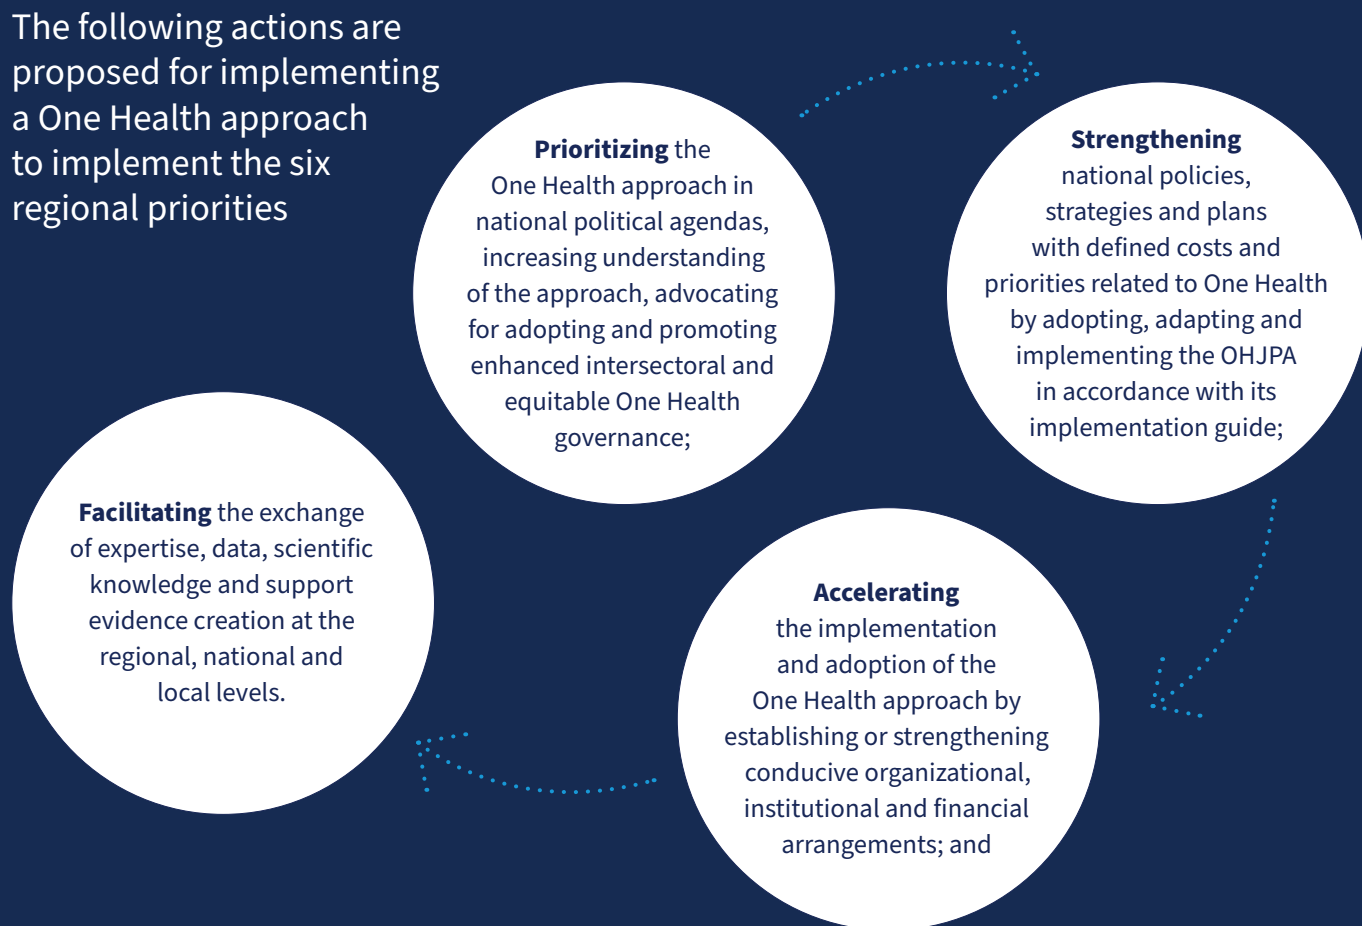 The following actions are
proposed for implementing
a One Health approach
to implement the six
regional priorities
Prioritizing the
One Health approach in
national political agendas,
increasing understanding
of the approach, advocating
for adopting and promoting
enhanced intersectoral and
equitable One Health
governance;
Strengthening
national policies,
strategies and plans
with defined costs and
priorities related to One Health
by adopting, adapting and
implementing the OHJPA
in accordance with its
implementation guide;
Accelerating
the implementation
and adoption of the
One Health approach by
establishing or strengthening
conducive organizational,
institutional and financial
arrangements; and
Facilitating the exchange
of expertise, data, scientific
knowledge and support
evidence creation at the
regional, national and
local levels.